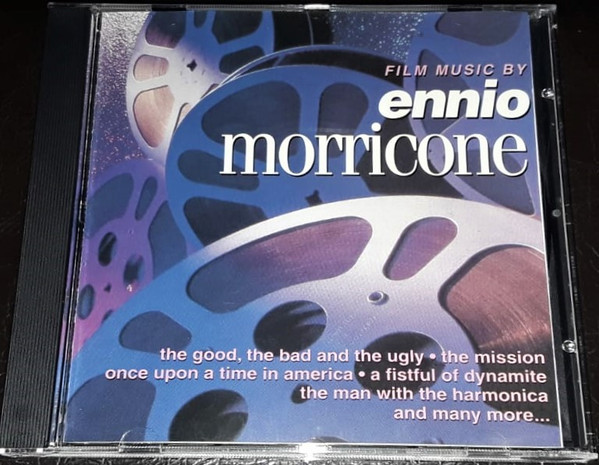 FILM MUSIC BY
ennio
morricone
the good, the bad and the ugly • the mission
once upon a time in america • a fistful of dynamite
the man with the harmonica
and many more...